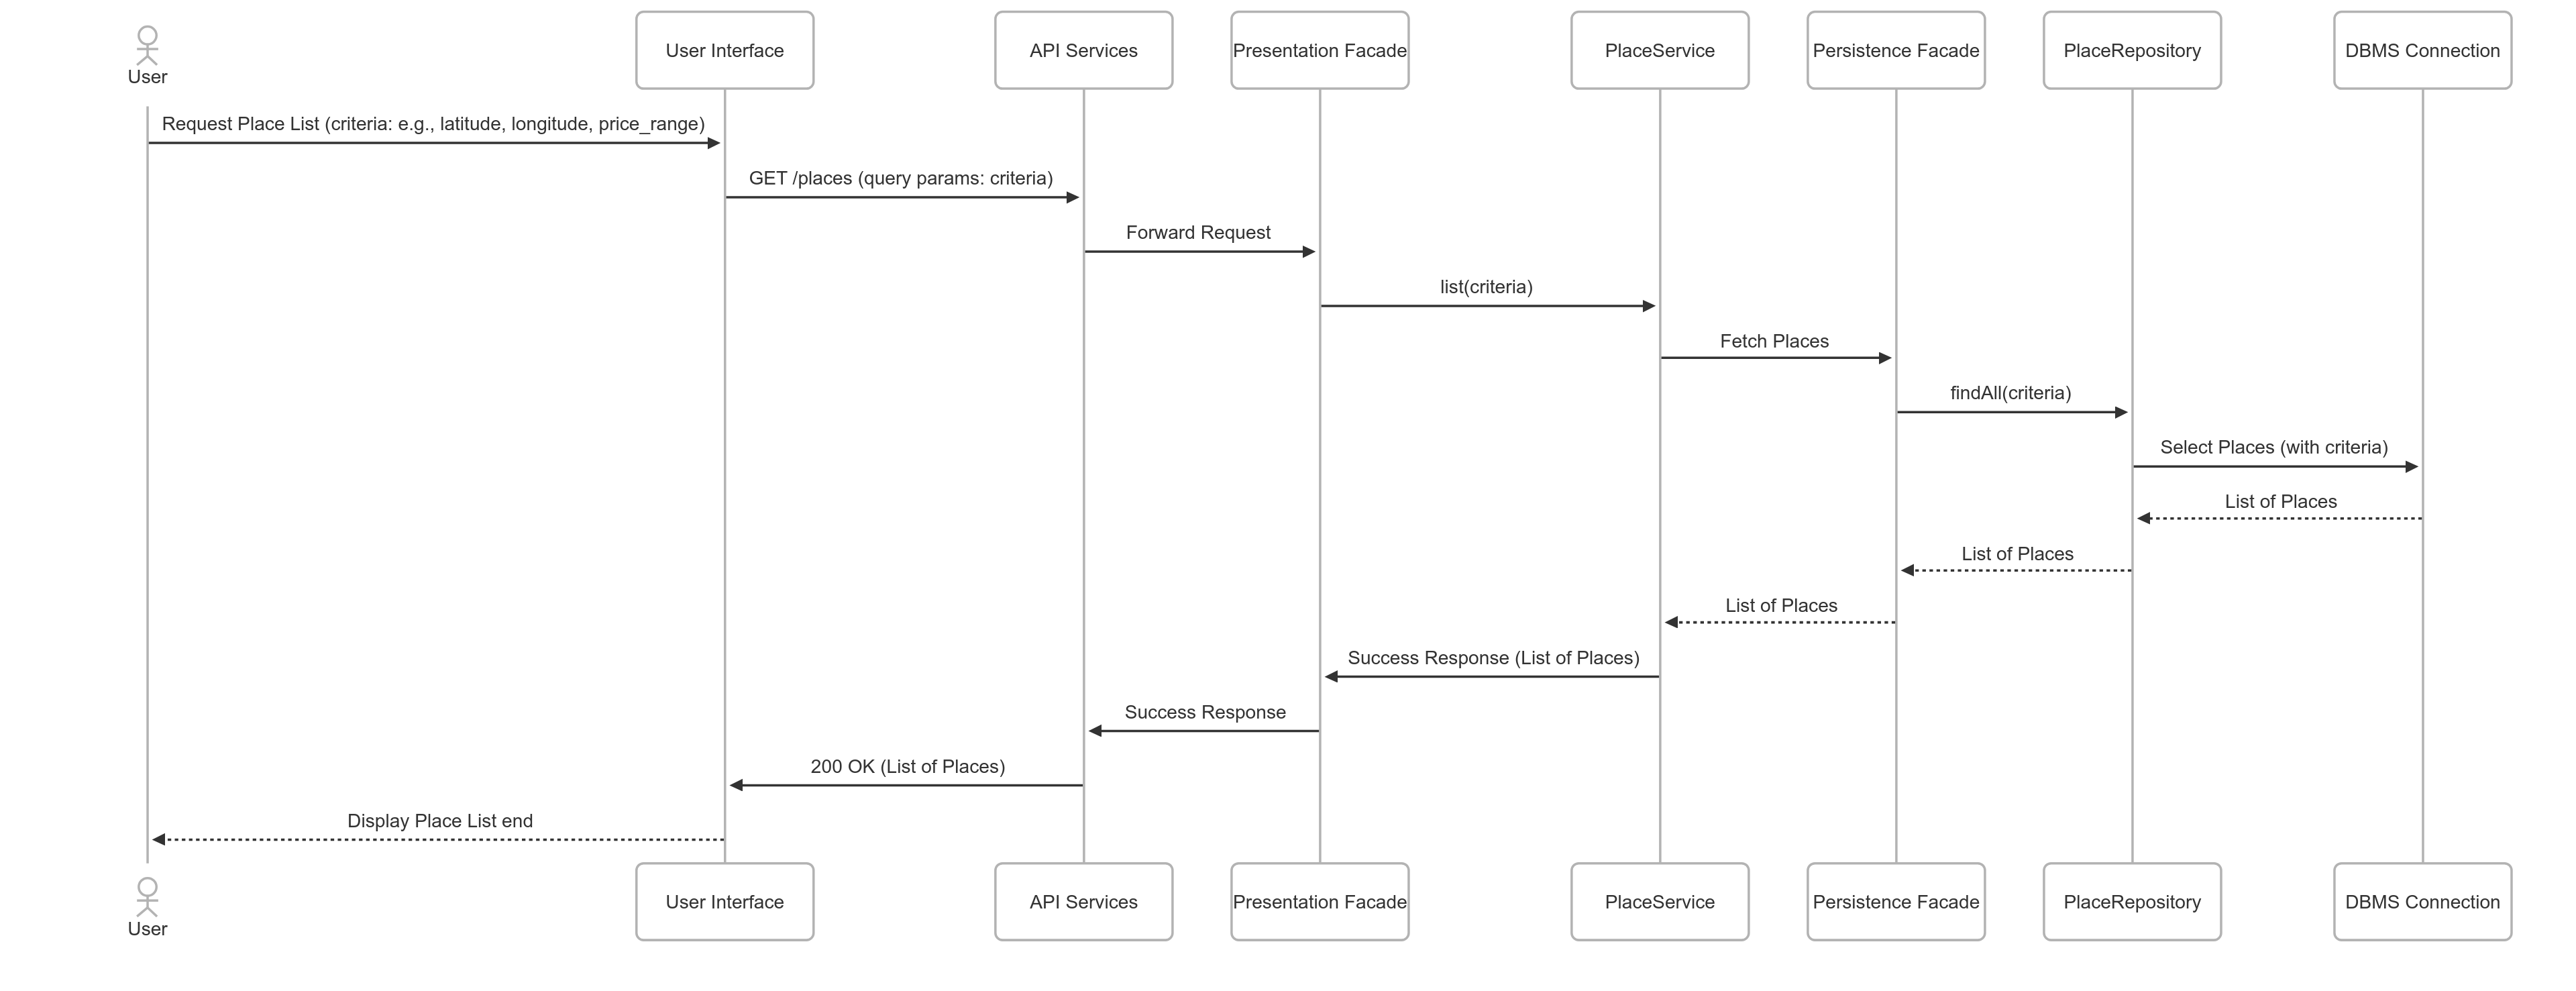 User
User Interface
API Services
Presentation Facade
PlaceService
Persistence Facade
PlaceRepository
DBMS Connection
Request Place List (criteria: e.g., latitude, longitude, price_range)
GET /places (query params: criteria)
Forward Request
list(criteria)
Fetch Places
findAll(criteria)
Select Places (with criteria)
List of Places
List of Places
List of Places
Success Response (List of Places)
Success Response
200 OK (List of Places)
Display Place List end
User
User Interface
API Services
Presentation Facade
PlaceService
Persistence Facade
PlaceRepository
DBMS Connection